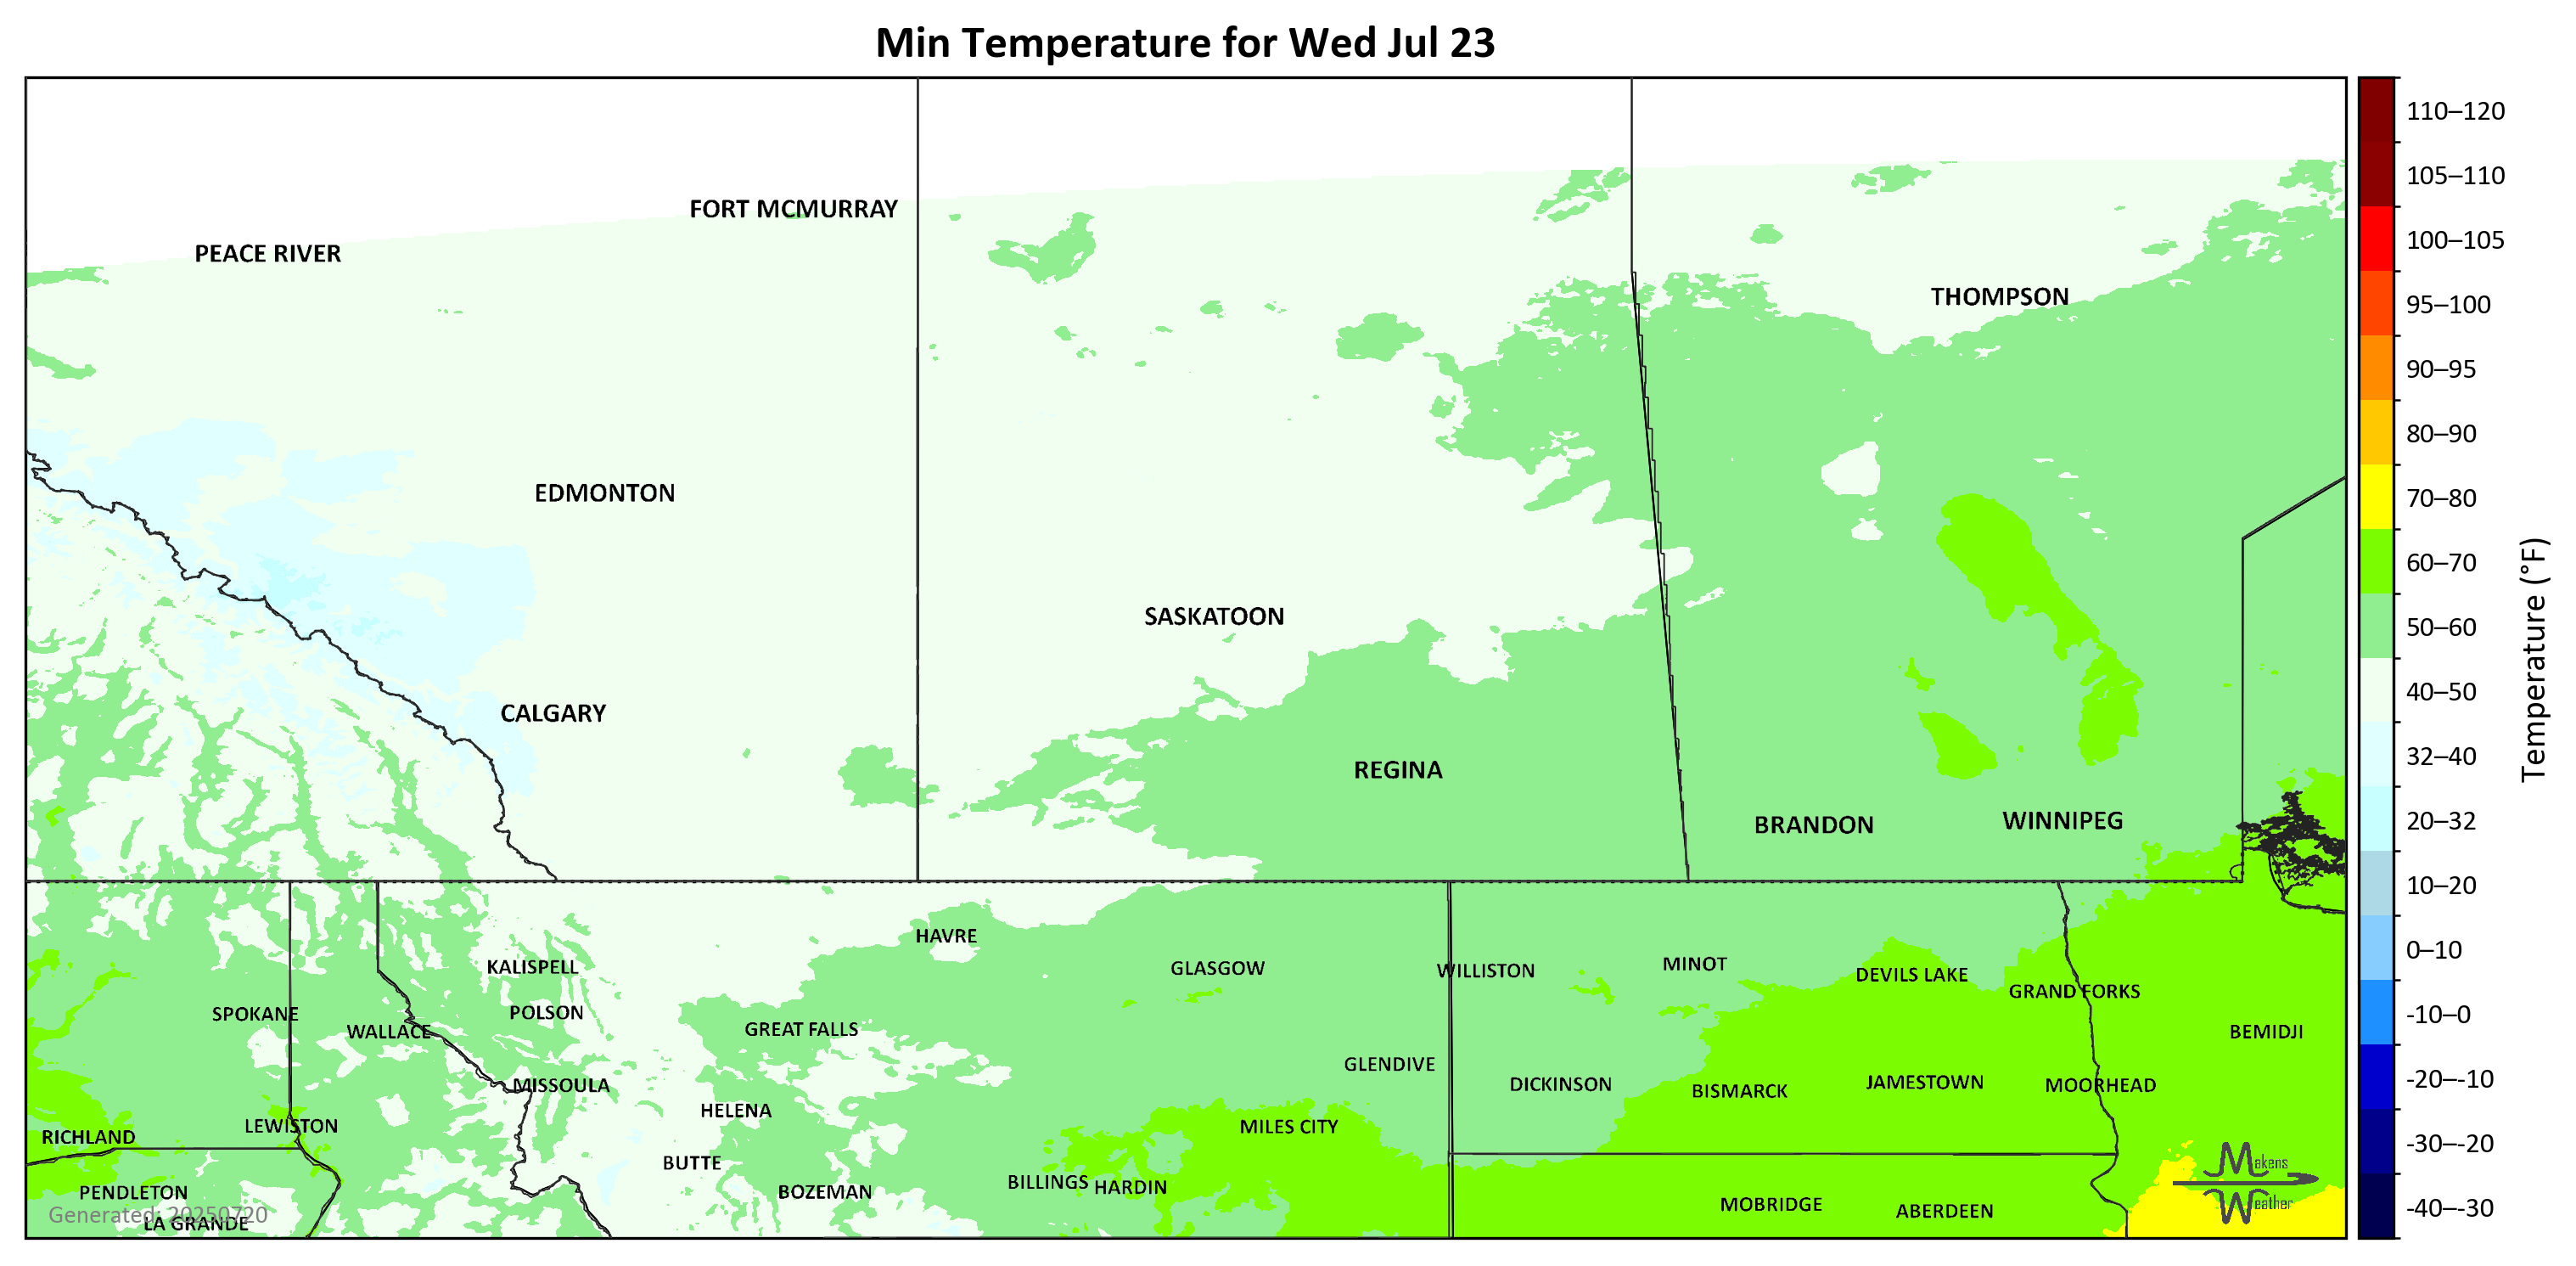 Min Temperature for Wed Jul 23
FORT MCMURRAY
PEACE RIVER
THOMPSON
EDMONTON
SASKATOON
CALGARY
REGINA
BRANDON
WINNIPEG
HAVRE
KALISPELL
GLASGOW
WILLISTON
MINOT
DEVILS LAKE
GRAND FORKS
SPOKANE
POLSON
WALLACE
GREAT FALLS
BEMIDJI
GLENDIVE
MISSOULA
DICKINSON
BISMARCK
JAMESTOWN
MOORHEAD
HELENA
LEWISTON
MILES CITY
RICHLAND
BUTTE
BILLINGS
HARDIN
PENDLETON
BOZEMAN
MOBRIDGE
ABERDEEN
Generated: 20250720
LA GRANDE
Makens
Weather
110–120
105–110
100–105
95–100
90–95
80–90
70–80
60–70
50–60
40–50
32–40
20–32
10–20
0–10
-10–0
-20–-10
-30–-20
-40–-30
Temperature (°F)